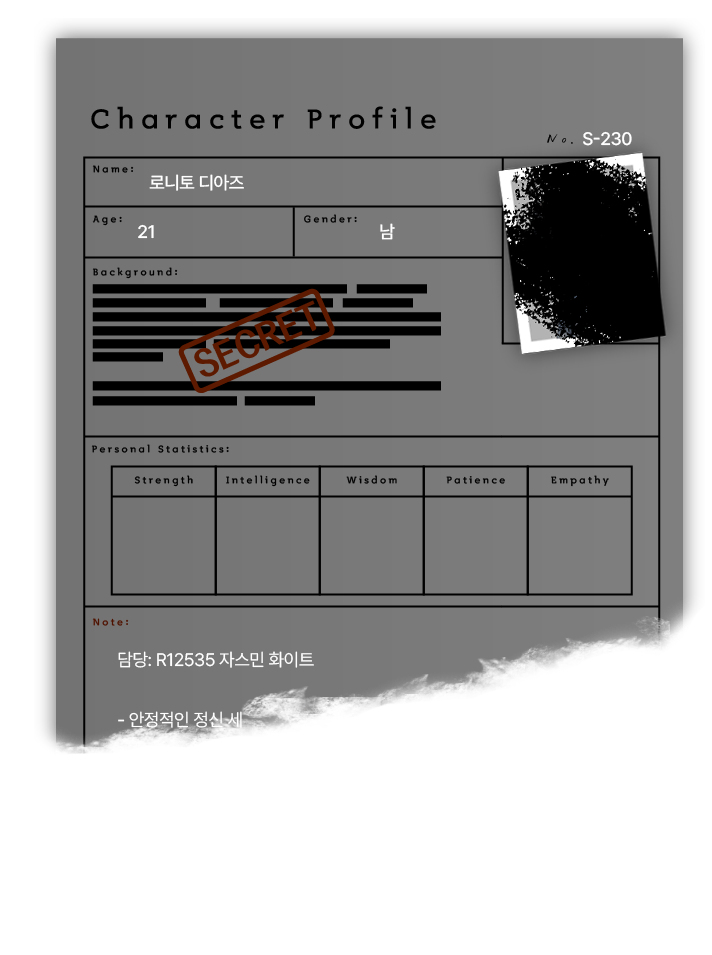 Character Profile
No. S-230
Name: 로니토 디아즈
Age: 21 Gender: 남
Background:
SECRET
Personal Statistics:
Strength Intelligence Wisdom Patience Empathy
Note:
담당: R12535 자스민 화이트
- 안정적인 정신세